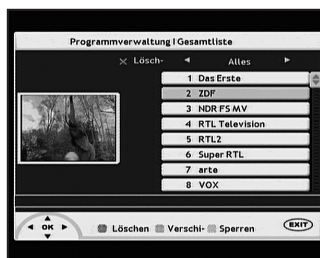 Programmverwaltung | Gesamtliste
Lösch- Alles
1 Das Erste
2 ZDF
3 NDR FS MV
4 RTL Television
5 RTL2
6 Super RTL
7 arte
8 VOX
OK Löschen Verschi- Sperren EXIT